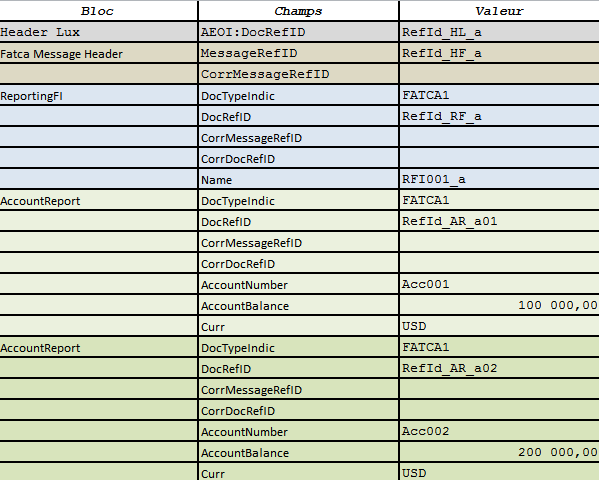 Bloc Champs Valeur
Header Lux AEOI:DocRefID RefId_HL_a
Fatca Message Header MessageRefID RefId_HF_a
CorrMessageRefID
ReportingFI DocTypeIndic FATCA1
DocRefID RefId_RF_a
CorrMessageRefID
CorrDocRefID
Name RFI001_a
AccountReport DocTypeIndic FATCA1
DocRefID RefId_AR_a01
CorrMessageRefID
CorrDocRefID
AccountNumber Acc001
AccountBalance 100 000,00
Curr USD
AccountReport DocTypeIndic FATCA1
DocRefID RefId_AR_a02
CorrMessageRefID
CorrDocRefID
AccountNumber Acc002
AccountBalance 200 000,00
Curr USD